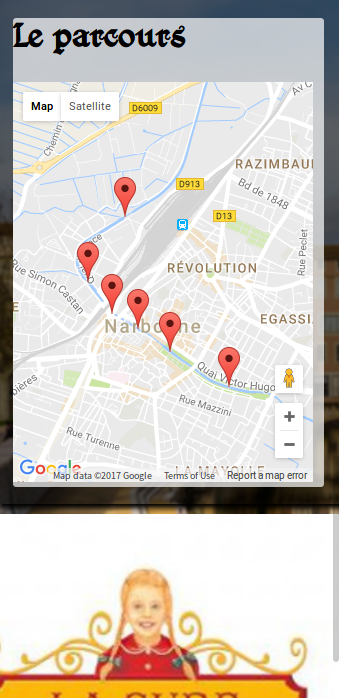 Le parcours
Map
Satellite
D6009
Av C
Chemin
RAZIMBAU
D913
Bd de 1848
D13
Rue Peclet
Rue Simon Castan
RÉVOLUTION
EGASSI
Narbonne
Quai Victor Hugo
Rue Mazzini
Rue Turenne
LA MAYOLLE
Google
Map data ©2017 Google
Terms of Use
Report a map error